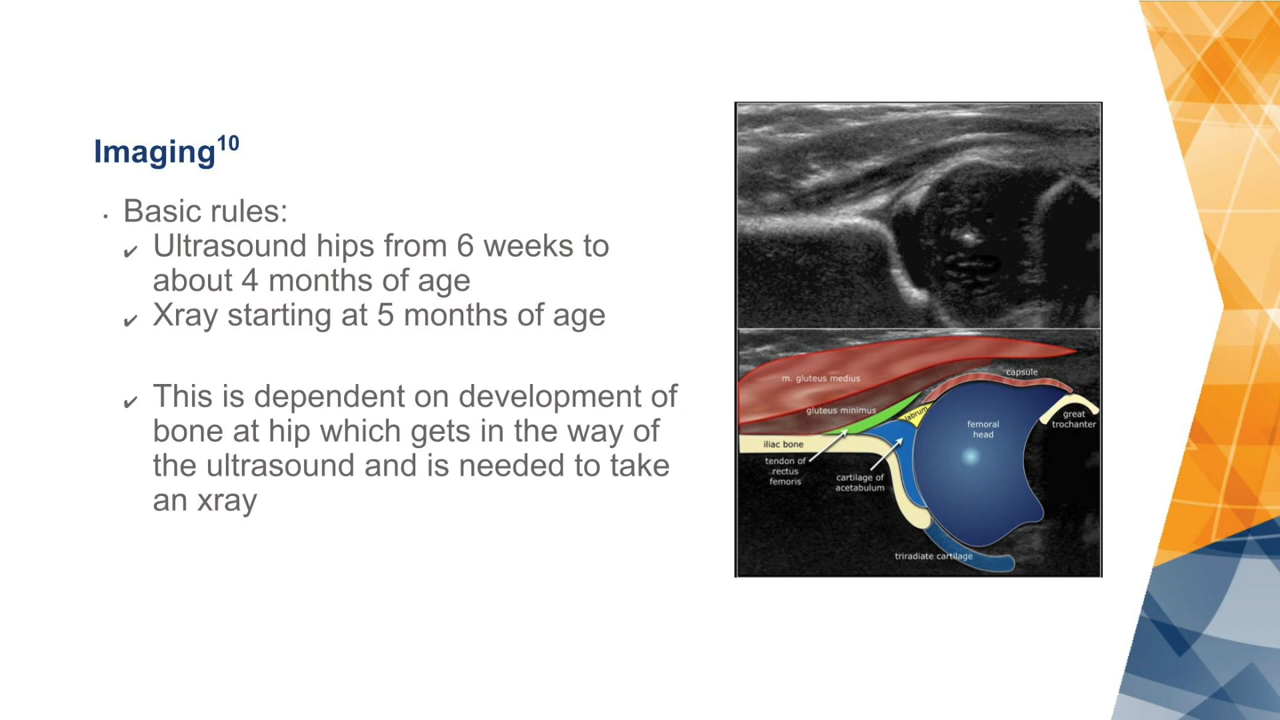 Imaging10
• Basic rules:
✔ Ultrasound hips from 6 weeks to
about 4 months of age
✔ Xray starting at 5 months of age
✔ This is dependent on development of
bone at hip which gets in the way of
the ultrasound and is needed to take
an xray
m. gluteus medius
capsule
gluteus minimus
labrum
great
trochanter
femoral
head
iliac bone
tendon of
rectus
femoris
cartilage of
acetabulum
triradiate cartilage